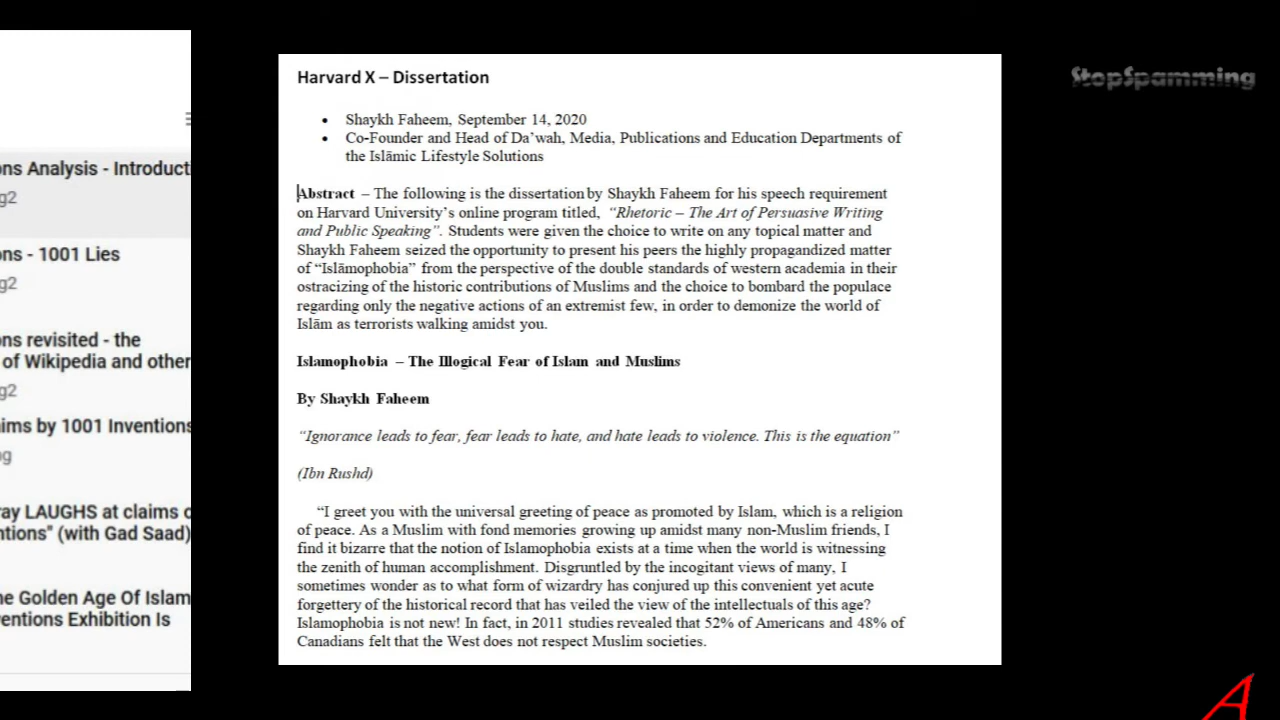 ons Analysis - Introduct
g2
ons - 1001 Lies
g2
ons revisited - the
of Wikipedia and other
g2
aims by 1001 Inventions
ng
ray LAUGHS at claims o
ntions" (with Gad Saad)
he Golden Age Of Islam
ventions Exhibition Is
Harvard X – Dissertation
• Shaykh Faheem, September 14, 2020
• Co-Founder and Head of Da’wah, Media, Publications and Education Departments of
the Islāmic Lifestyle Solutions
Abstract – The following is the dissertation by Shaykh Faheem for his speech requirement
on Harvard University’s online program titled, “Rhetoric – The Art of Persuasive Writing
and Public Speaking”. Students were given the choice to write on any topical matter and
Shaykh Faheem seized the opportunity to present his peers the highly propagandized matter
of “Islāmophobia” from the perspective of the double standards of western academia in their
ostracizing of the historic contributions of Muslims and the choice to bombard the populace
regarding only the negative actions of an extremist few, in order to demonize the world of
Islām as terrorists walking amidst you.
Islamophobia – The Illogical Fear of Islam and Muslims
By Shaykh Faheem
“Ignorance leads to fear, fear leads to hate, and hate leads to violence. This is the equation”
(Ibn Rushd)
“I greet you with the universal greeting of peace as promoted by Islam, which is a religion
of peace. As a Muslim with fond memories growing up amidst many non-Muslim friends, I
find it bizarre that the notion of Islamophobia exists at a time when the world is witnessing
the zenith of human accomplishment. Disgruntled by the incogitant views of many, I
sometimes wonder as to what form of wizardry has conjured up this convenient yet acute
forgettery of the historical record that has veiled the view of the intellectuals of this age?
Islamophobia is not new! In fact, in 2011 studies revealed that 52% of Americans and 48% of
Canadians felt that the West does not respect Muslim societies.
StopSpamming
A